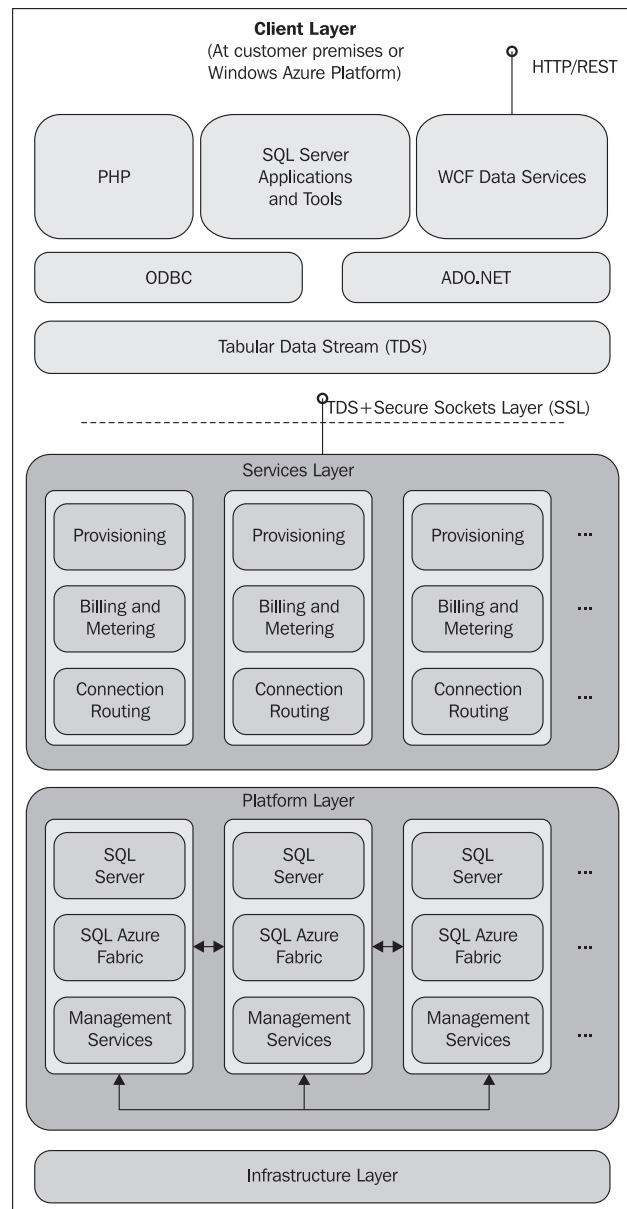 Client Layer
(At customer premises or
Windows Azure Platform)
HTTP/REST
PHP
SQL Server
Applications
and Tools
WCF Data Services
ODBC
ADO.NET
Tabular Data Stream (TDS)
TDS+Secure Sockets Layer (SSL)
Services Layer
Provisioning
Provisioning
Provisioning
...
Billing and
Metering
Billing and
Metering
Billing and
Metering
...
Connection
Routing
Connection
Routing
Connection
Routing
...
Platform Layer
SQL
Server
SQL
Server
SQL
Server
...
SQL Azure
Fabric
SQL Azure
Fabric
SQL Azure
Fabric
...
Management
Services
Management
Services
Management
Services
...
Infrastructure Layer